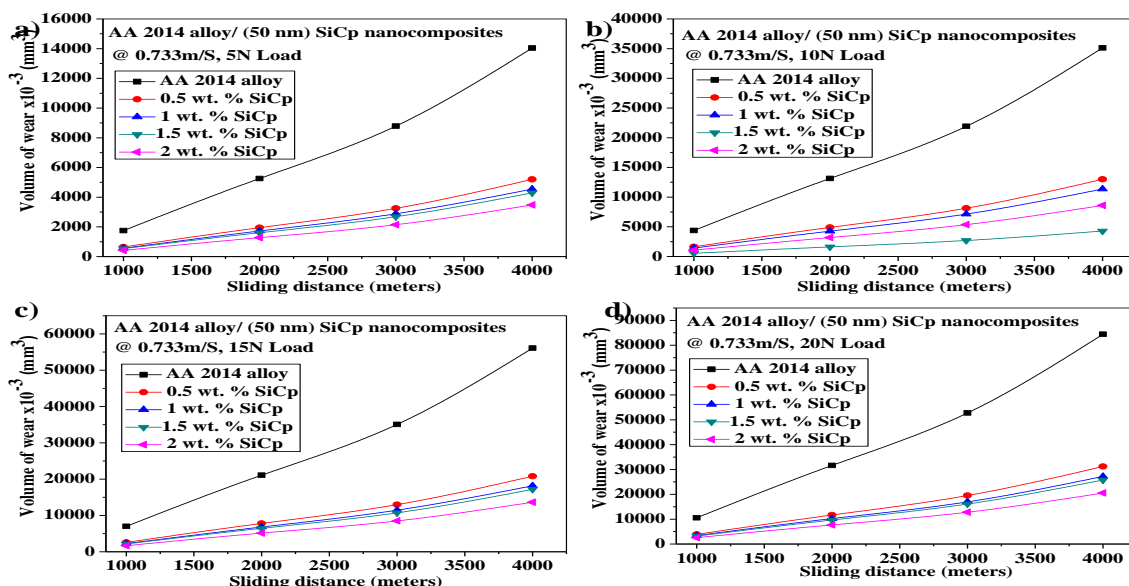 a)
AA 2014 alloy/ (50 nm) SiCp nanocomposites
@ 0.733m/S, 5N Load
AA 2014 alloy
0.5 wt. % SiCp
1 wt. % SiCp
1.5 wt. % SiCp
2 wt. % SiCp
Volume of wear x10⁻³ (mm³)
16000
14000
12000
10000
8000
6000
4000
2000
0
1000 1500 2000 2500 3000 3500 4000
Sliding distance (meters)
b)
AA 2014 alloy/ (50 nm) SiCp nanocomposites
@ 0.733m/S, 10N Load
AA 2014 alloy
0.5 wt. % SiCp
1 wt. % SiCp
1.5 wt. % SiCp
2 wt. % SiCp
Volume of wear x10⁻³ (mm³)
40000
35000
30000
25000
20000
15000
10000
5000
0
1000 1500 2000 2500 3000 3500 4000
Sliding distance (meters)
c)
AA 2014 alloy/ (50 nm) SiCp nanocomposites
@ 0.733m/S, 15N Load
AA 2014 alloy
0.5 wt. % SiCp
1 wt. % SiCp
1.5 wt. % SiCp
2 wt. % SiCp
Volume of wear x10⁻³ (mm³)
60000
50000
40000
30000
20000
10000
0
1000 1500 2000 2500 3000 3500 4000
Sliding distance (meters)
d)
AA 2014 alloy/ (50 nm) SiCp nanocomposites
@ 0.733m/S, 20N Load
AA 2014 alloy
0.5 wt. % SiCp
1 wt. % SiCp
1.5 wt. % SiCp
2 wt. % SiCp
Volume of wear x10⁻³ (mm³)
90000
80000
70000
60000
50000
40000
30000
20000
10000
0
1000 1500 2000 2500 3000 3500 4000
Sliding distance (meters)